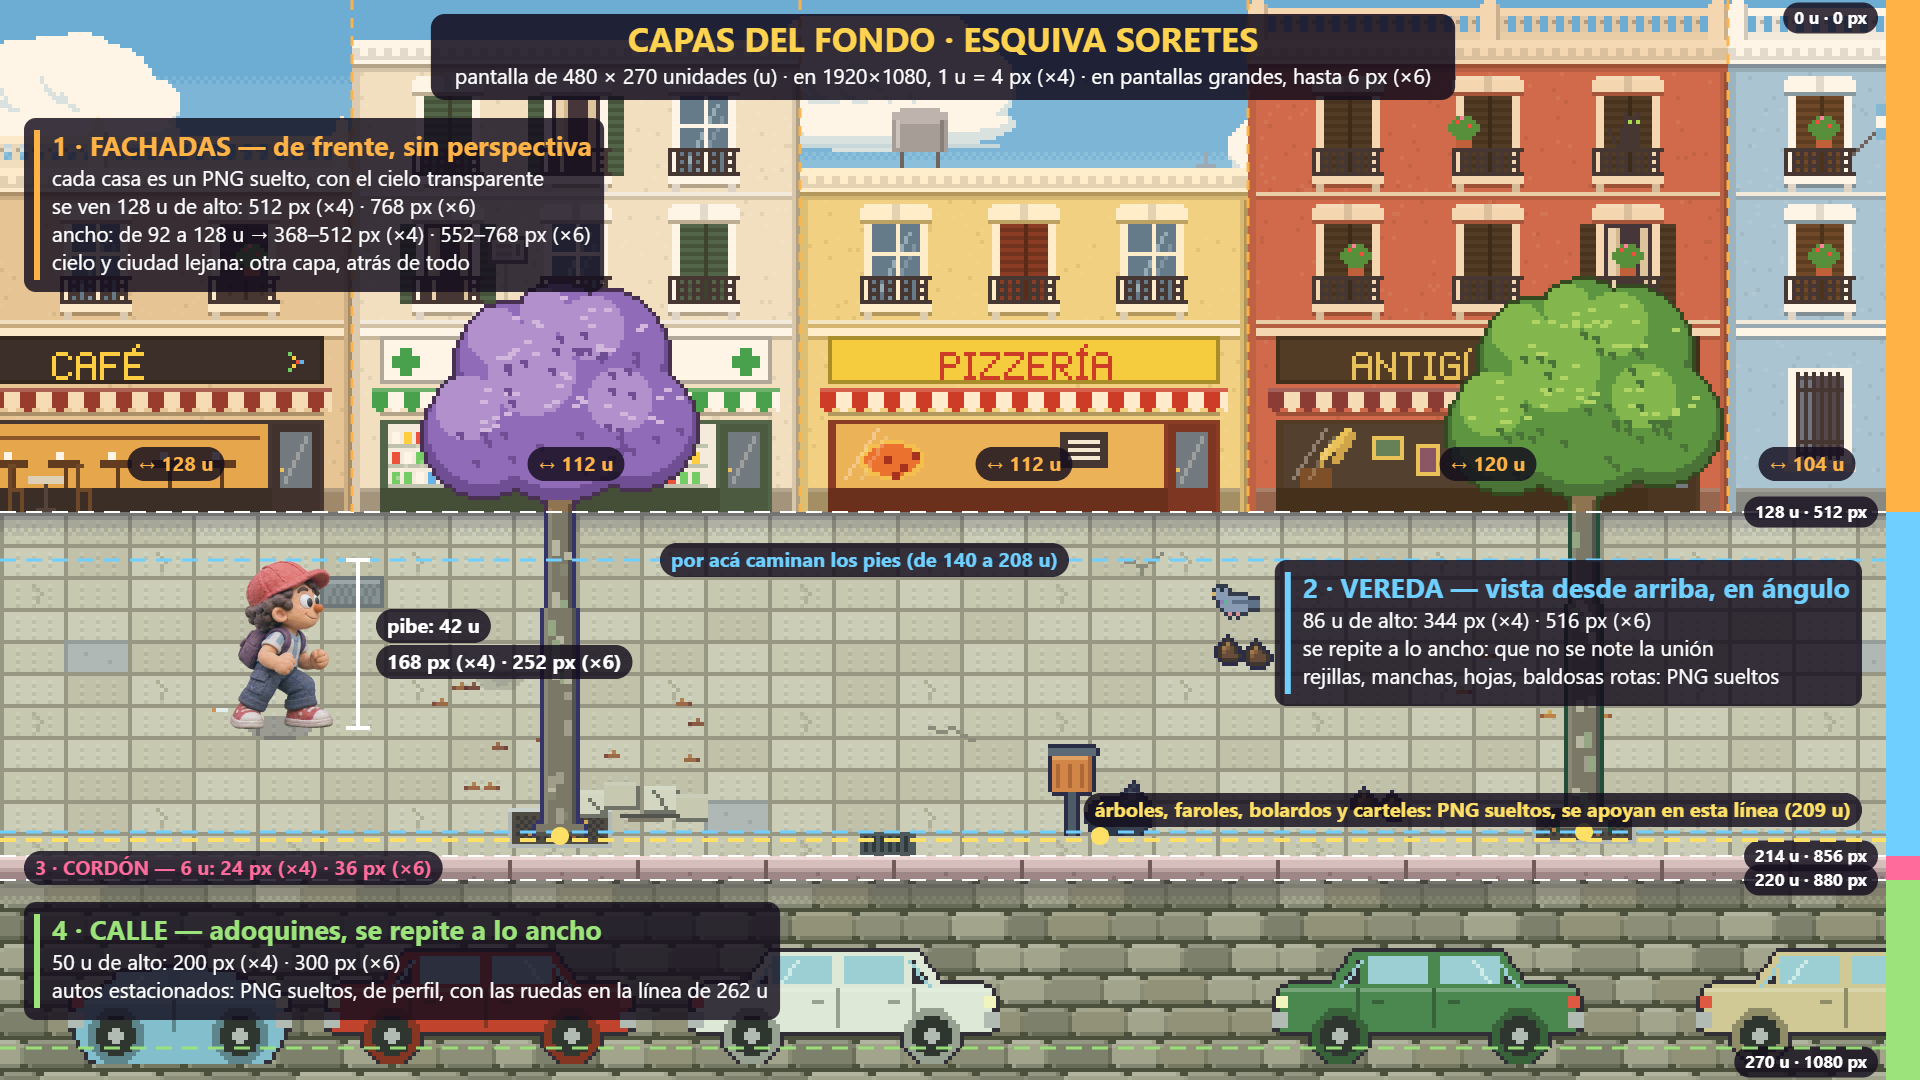 CAPAS DEL FONDO · ESQUIVA SORETES
pantalla de 480 × 270 unidades (u) · en 1920×1080, 1 u = 4 px (×4) · en pantallas grandes, hasta 6 px (×6)
0 u · 0 px
1 · FACHADAS — de frente, sin perspectiva
cada casa es un PNG suelto, con el cielo transparente
se ven 128 u de alto: 512 px (×4) · 768 px (×6)
ancho: de 92 a 128 u → 368–512 px (×4) · 552–768 px (×6)
cielo y ciudad lejana: otra capa, atrás de todo
CAFÉ
PIZZERÍA
ANTIG
↔ 128 u
↔ 112 u
↔ 112 u
↔ 120 u
↔ 104 u
128 u · 512 px
por acá caminan los pies (de 140 a 208 u)
2 · VEREDA — vista desde arriba, en ángulo
86 u de alto: 344 px (×4) · 516 px (×6)
se repite a lo ancho: que no se note la unión
rejillas, manchas, hojas, baldosas rotas: PNG sueltos
pibe: 42 u
168 px (×4) · 252 px (×6)
árboles, faroles, bolardos y carteles: PNG sueltos, se apoyan en esta línea (209 u)
214 u · 856 px
3 · CORDÓN — 6 u: 24 px (×4) · 36 px (×6)
220 u · 880 px
4 · CALLE — adoquines, se repite a lo ancho
50 u de alto: 200 px (×4) · 300 px (×6)
autos estacionados: PNG sueltos, de perfil, con las ruedas en la línea de 262 u
270 u · 1080 px